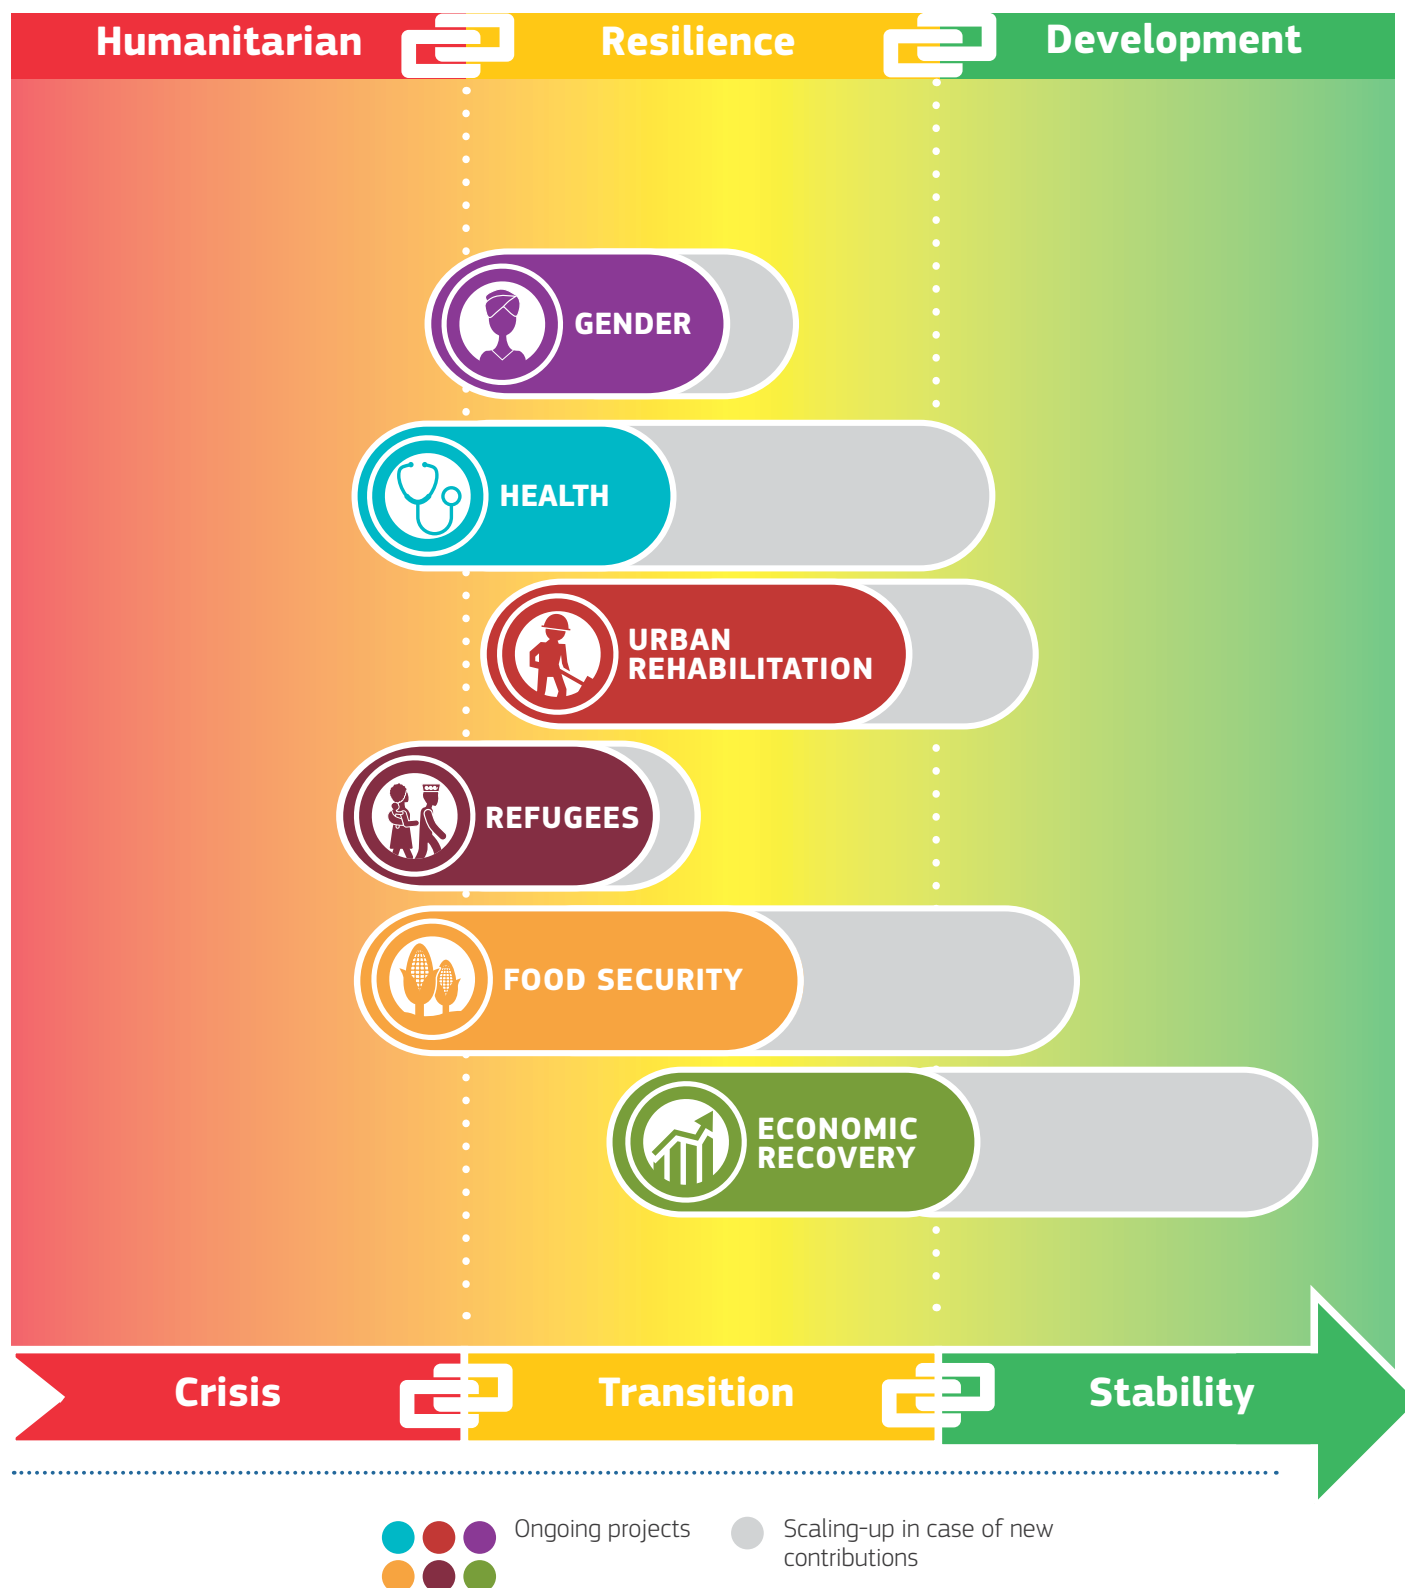 Humanitarian
Resilience
Development
GENDER
HEALTH
URBAN
REHABILITATION
REFUGEES
FOOD SECURITY
ECONOMIC
RECOVERY
Crisis
Transition
Stability
Ongoing projects
Scaling-up in case of new
contributions